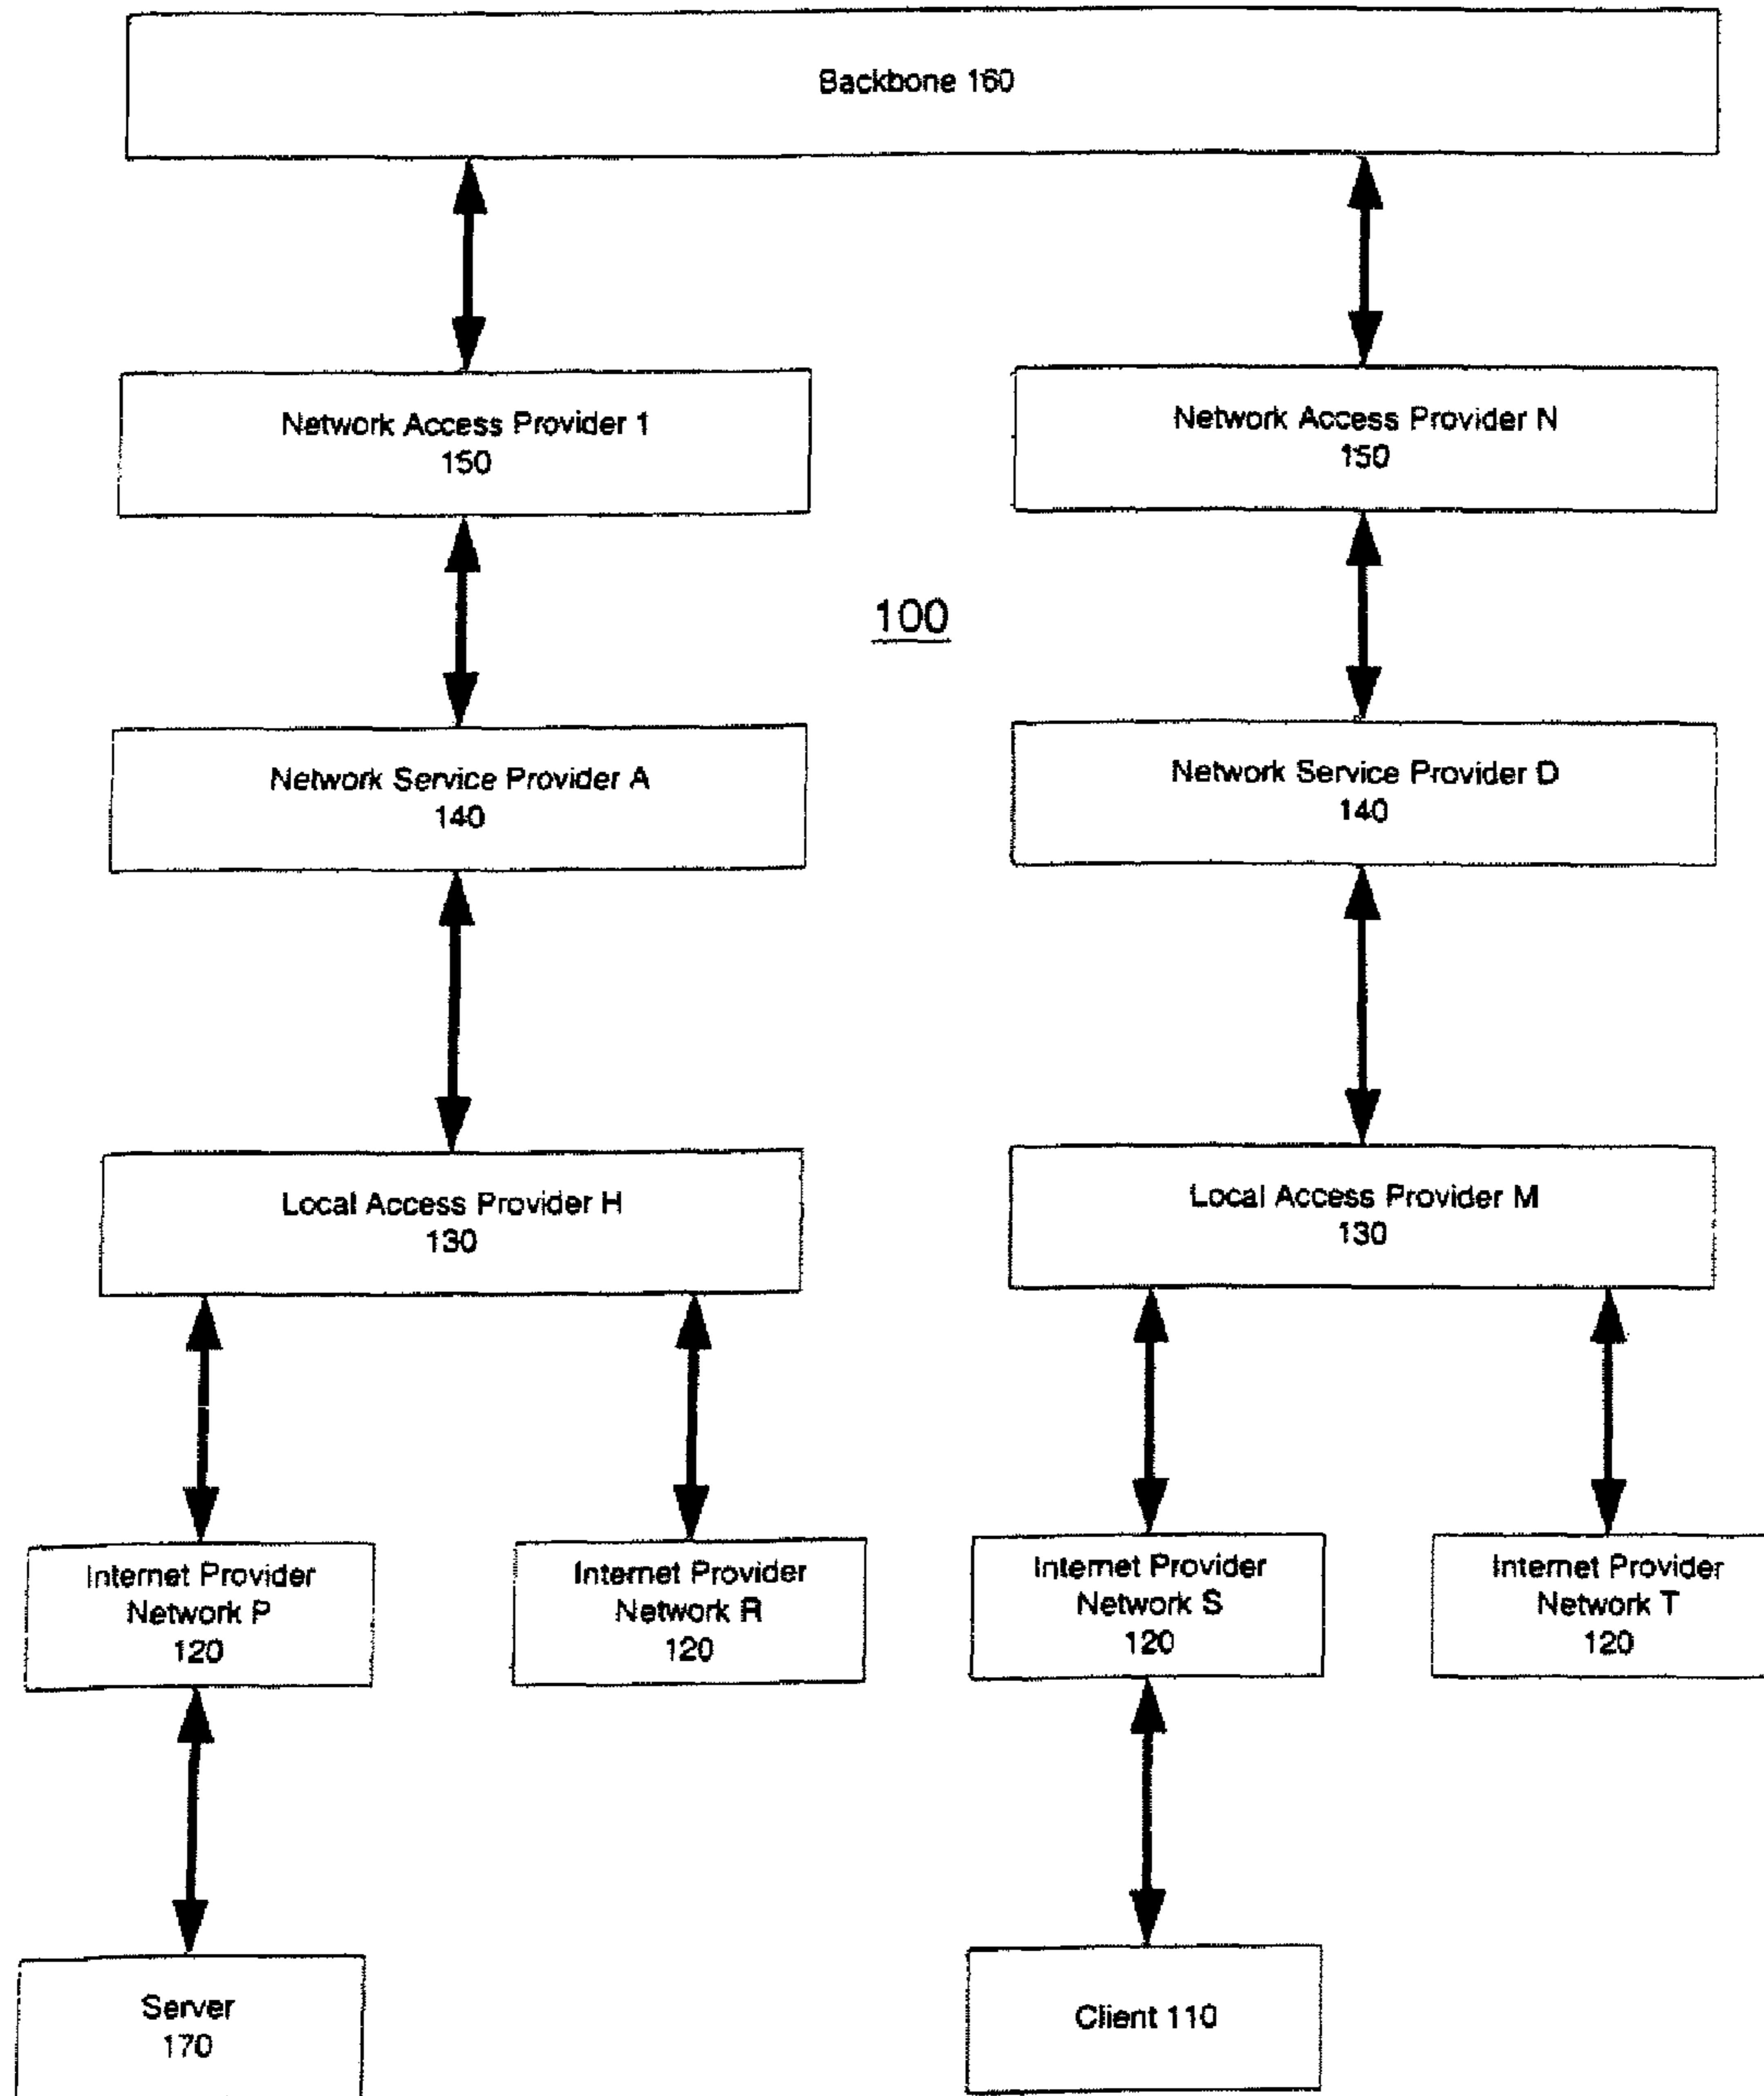 Backbone 160
Network Access Provider 1
150
Network Access Provider N
150
100
Network Service Provider A
140
Network Service Provider D
140
Local Access Provider H
130
Local Access Provider M
130
Internet Provider
Network P
120
Internet Provider
Network R
120
Internet Provider
Network S
120
Internet Provider
Network T
120
Server
170
Client 110